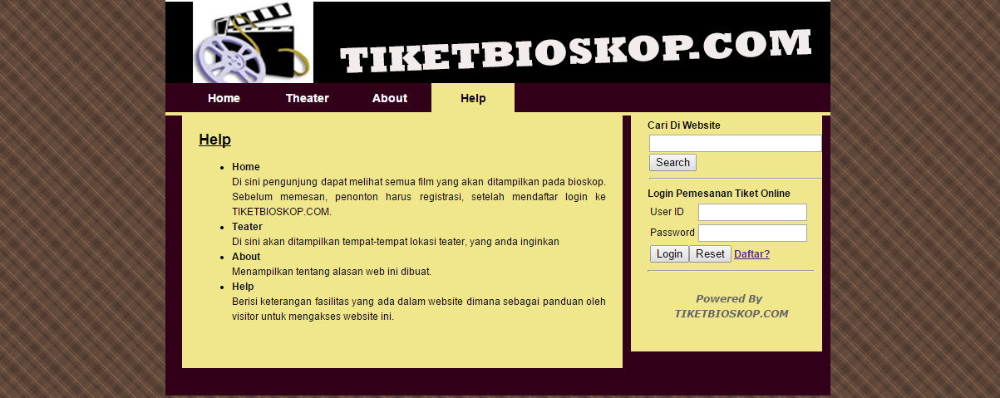 TIKETBIOSKOP.COM
Home Theater About Help
Help
Home
Di sini pengunjung dapat melihat semua film yang akan ditampilkan pada bioskop.
Sebelum memesan, penonton harus registrasi, setelah mendaftar login ke
TIKETBIOSKOP.COM.
Teater
Di sini akan ditampilkan tempat-tempat lokasi teater, yang anda inginkan
About
Menampilkan tentang alasan web ini dibuat.
Help
Berisi keterangan fasilitas yang ada dalam website dimana sebagai panduan oleh
visitor untuk mengakses website ini.
Cari Di Website
Search
Login Pemesanan Tiket Online
User ID
Password
Login Reset Daftar?
Powered By
TIKETBIOSKOP.COM